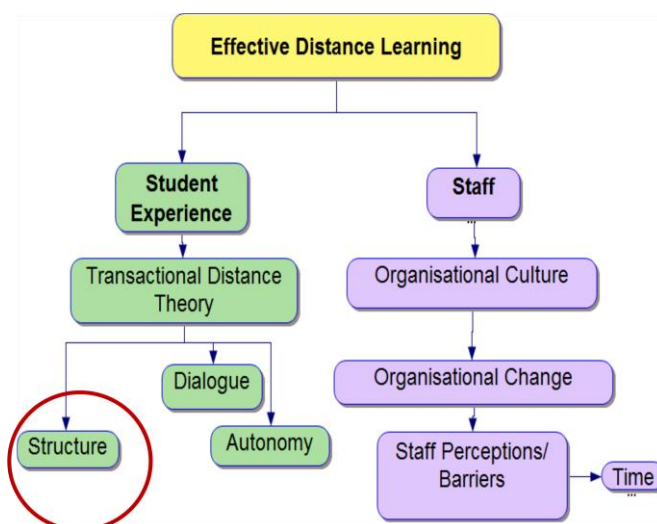 Effective Distance Learning
Student
Experience
Staff
...
Transactional Distance
Theory
Organisational Culture
Dialogue
Organisational Change
Structure
Autonomy
Staff Perceptions/
Barriers
Time
...